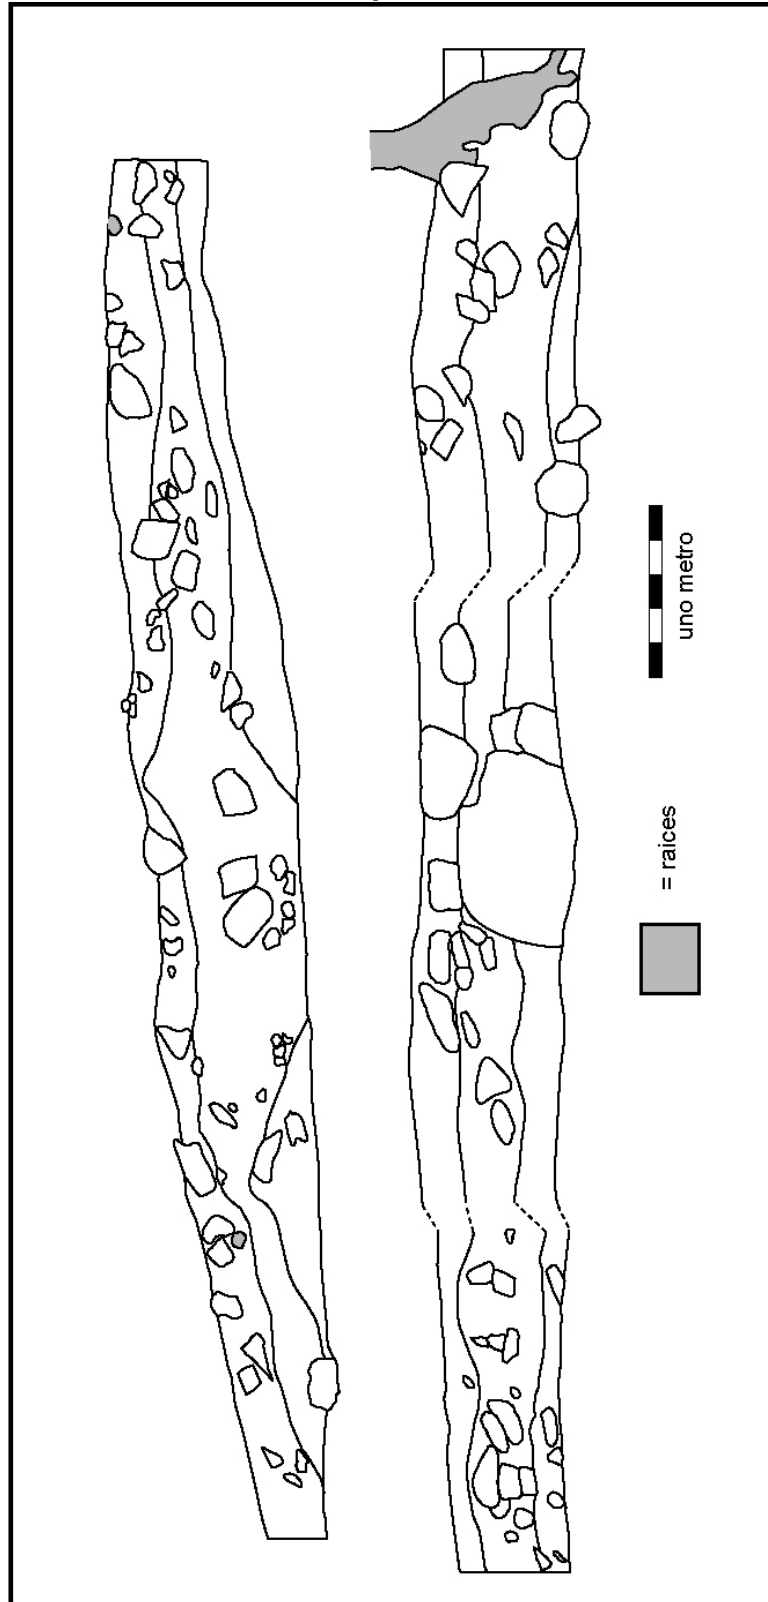 uno metro
= raices